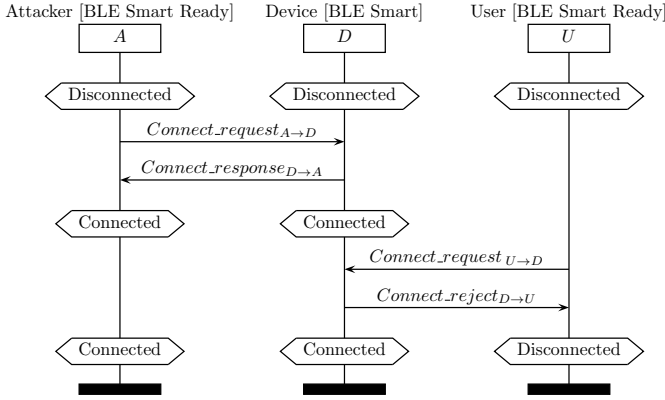 Attacker [BLE Smart Ready] Device [BLE Smart] User [BLE Smart Ready]
A D U
Disconnected Disconnected Disconnected
Connect_request A→D
Connect_response D→A
Connected Connected
Connect_request U→D
Connect_reject D→U
Connected Connected Disconnected